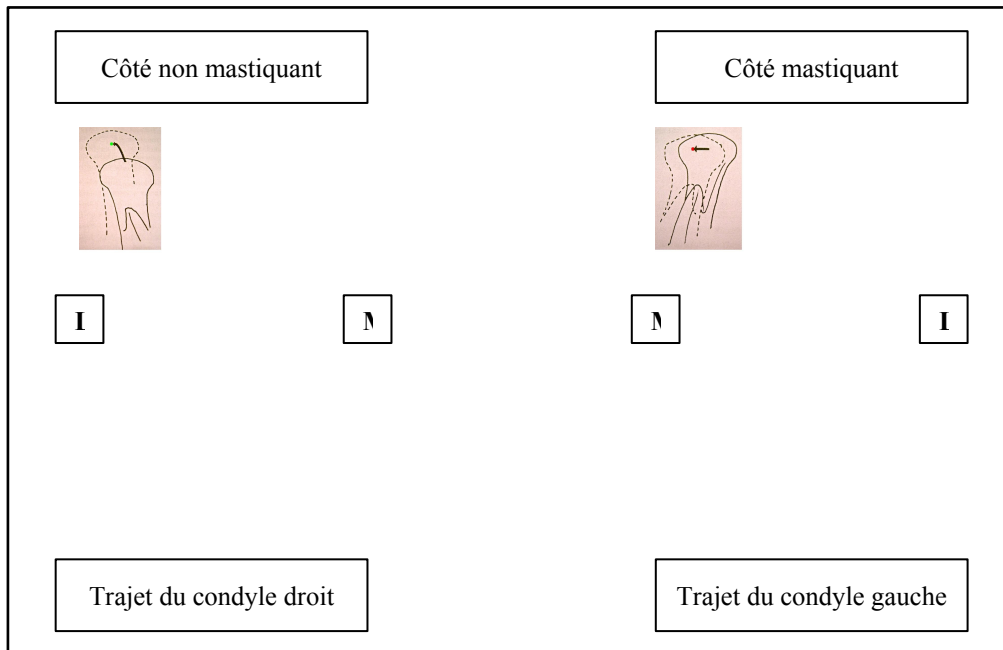 Côté non mastiquant
Côté mastiquant
Trajet du condyle droit
Trajet du condyle gauche